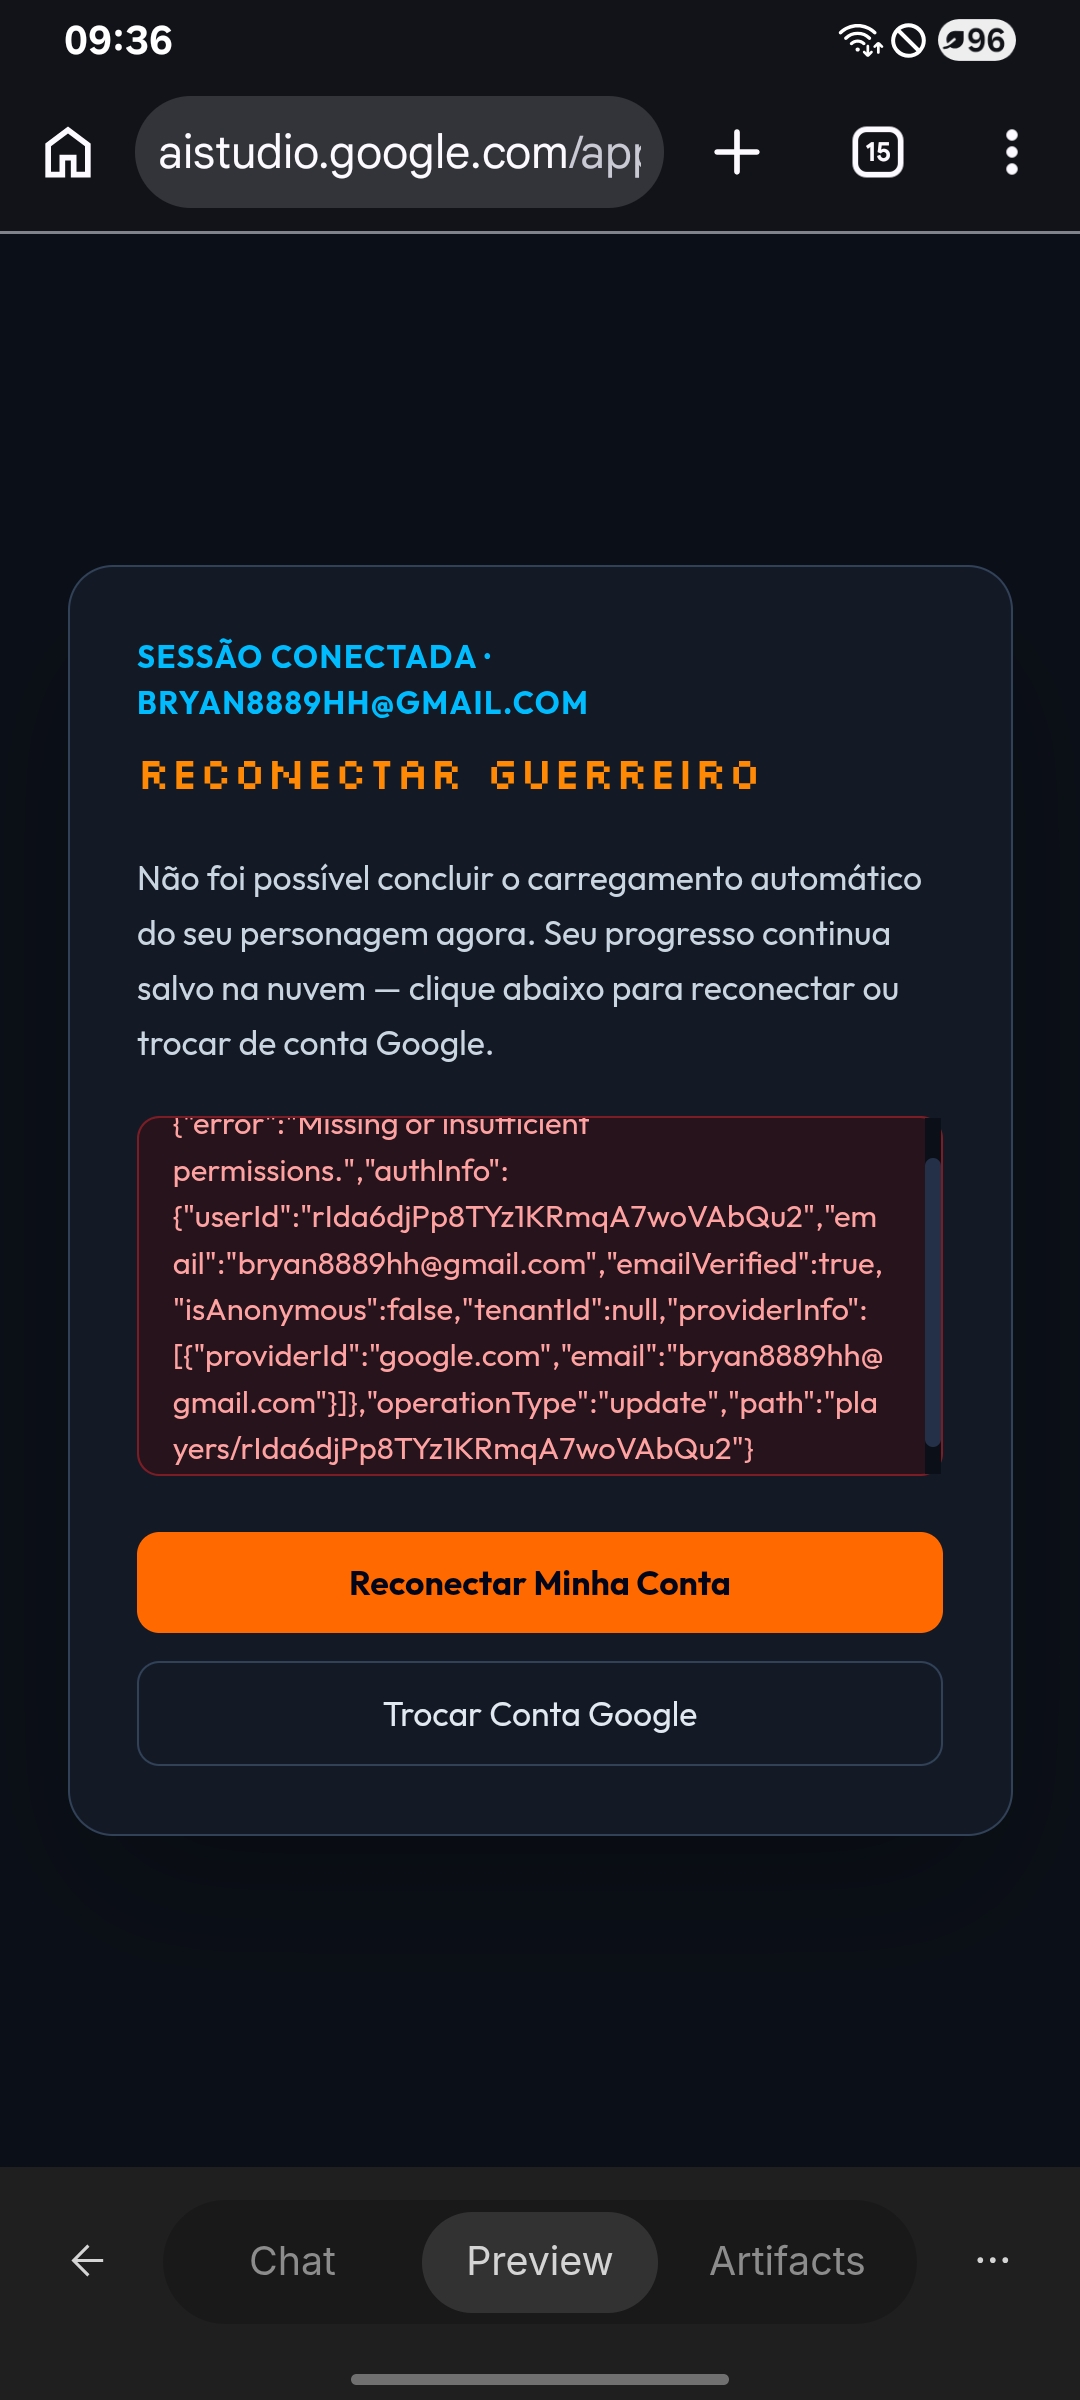 09:36
96
aistudio.google.com/app
15
SESSÃO CONECTADA ·
BRYAN8889HH@GMAIL.COM
RECONECTAR GUERREIRO
Não foi possível concluir o carregamento automático
do seu personagem agora. Seu progresso continua
salvo na nuvem — clique abaixo para reconectar ou
trocar de conta Google.
{"error":"Missing or insufficient
permissions.","authInfo":
{"userId":"rIda6djPp8TYz1KRmqA7woVAbQu2","em
ail":"bryan8889hh@gmail.com","emailVerified":true,
"isAnonymous":false,"tenantId":null,"providerInfo":
[{"providerId":"google.com","email":"bryan8889hh@
gmail.com"}]},"operationType":"update","path":"pla
yers/rIda6djPp8TYz1KRmqA7woVAbQu2"}
Reconectar Minha Conta
Trocar Conta Google
Chat
Preview
Artifacts